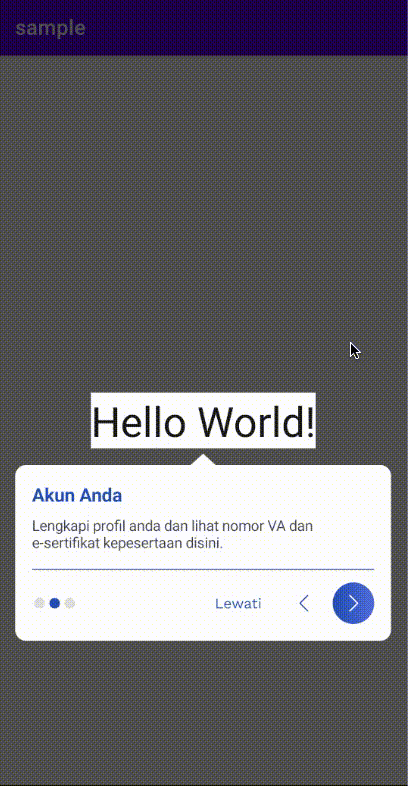 sample
Hello World!
Akun Anda
Lengkapi profil anda dan lihat nomor VA dan
e-sertifikat kepesertaan disini.
Lewati